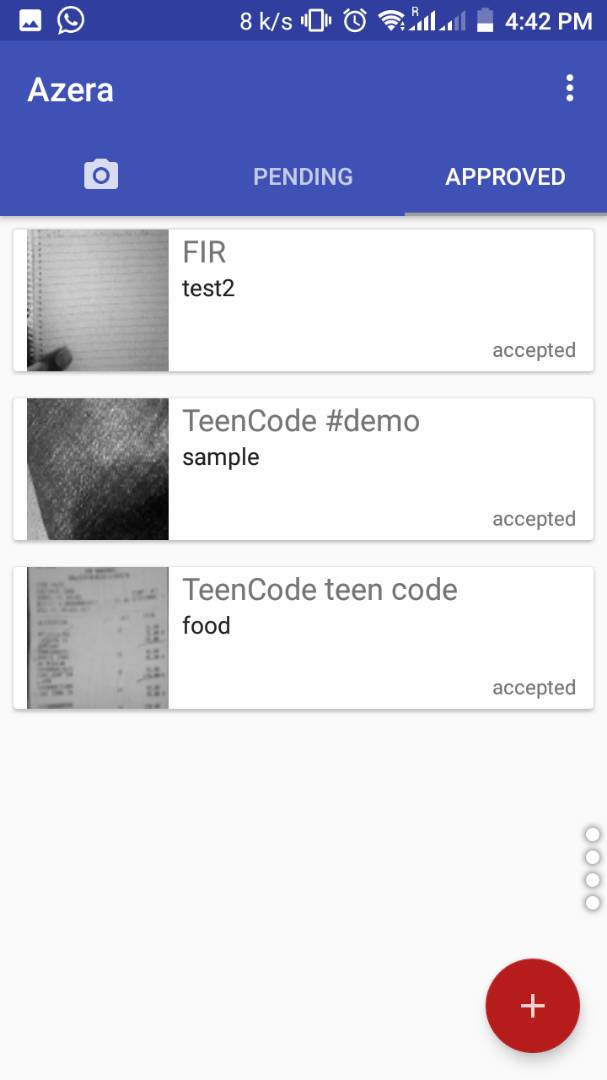 8 k/s R 4:42 PM
Azera
PENDING APPROVED
FIR
test2
accepted
TeenCode #demo
sample
accepted
TeenCode teen code
food
accepted